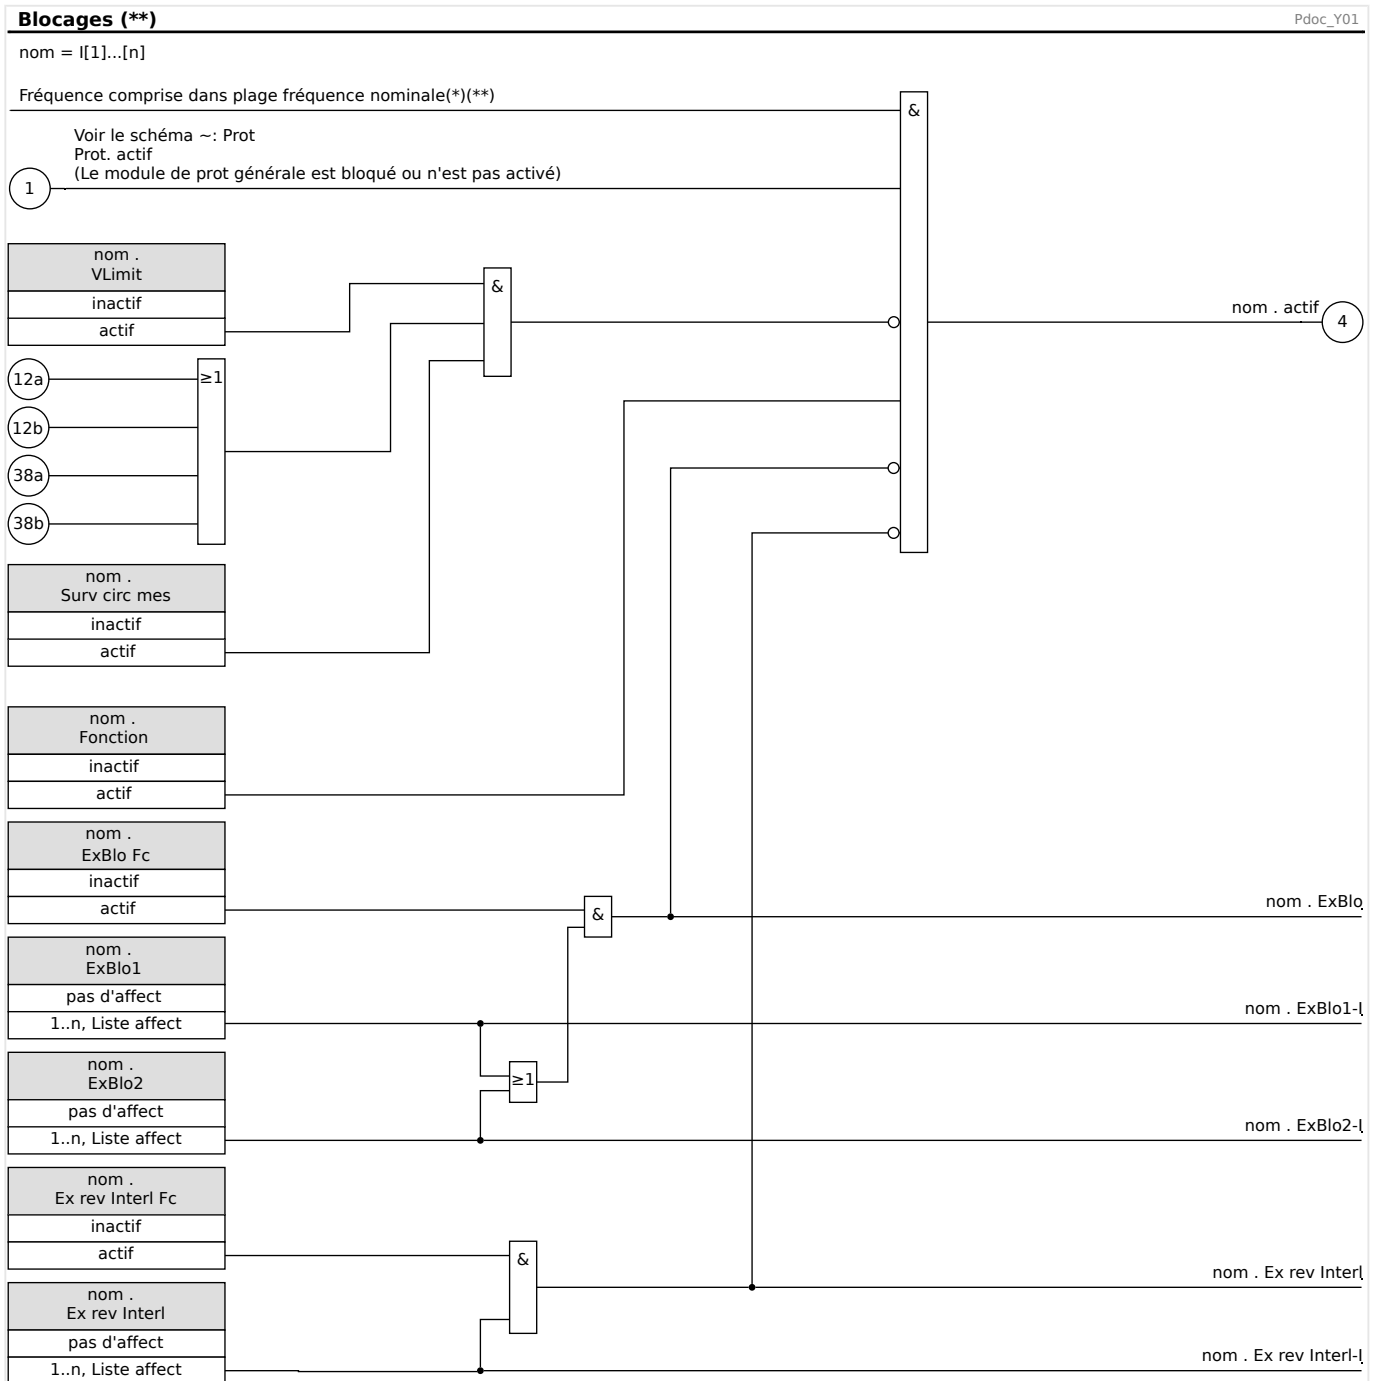 Blocages (**)
Pdoc_Y01
nom = I[1]...[n]
Fréquence comprise dans plage fréquence nominale(*)(**)
&
Voir le schéma ~: Prot
Prot. actif
(Le module de prot générale est bloqué ou n'est pas activé)
1
nom .
VLimit
inactif
actif
&
nom . actif
4
12a
≥1
12b
38a
38b
nom .
Surv circ mes
inactif
actif
nom .
Fonction
inactif
actif
nom .
ExBlo Fc
inactif
actif
&
nom . ExBlo
nom .
ExBlo1
pas d'affect
1..n, Liste affect
nom . ExBlo1-I
nom .
ExBlo2
pas d'affect
1..n, Liste affect
≥1
nom . ExBlo2-I
nom .
Ex rev Interl Fc
inactif
actif
&
nom . Ex rev Interl
nom .
Ex rev Interl
pas d'affect
1..n, Liste affect
nom . Ex rev Interl-I